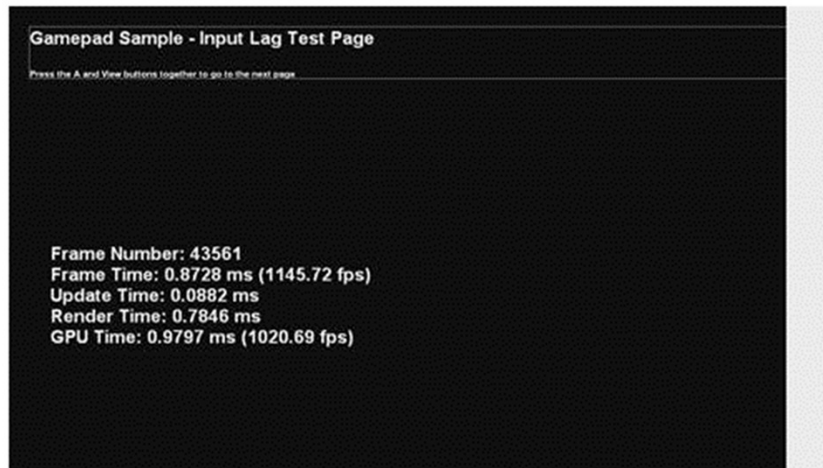 Gamepad Sample - Input Lag Test Page
Press the A and View buttons together to go to the next page
Frame Number: 43561
Frame Time: 0.8728 ms (1145.72 fps)
Update Time: 0.0882 ms
Render Time: 0.7846 ms
GPU Time: 0.9797 ms (1020.69 fps)